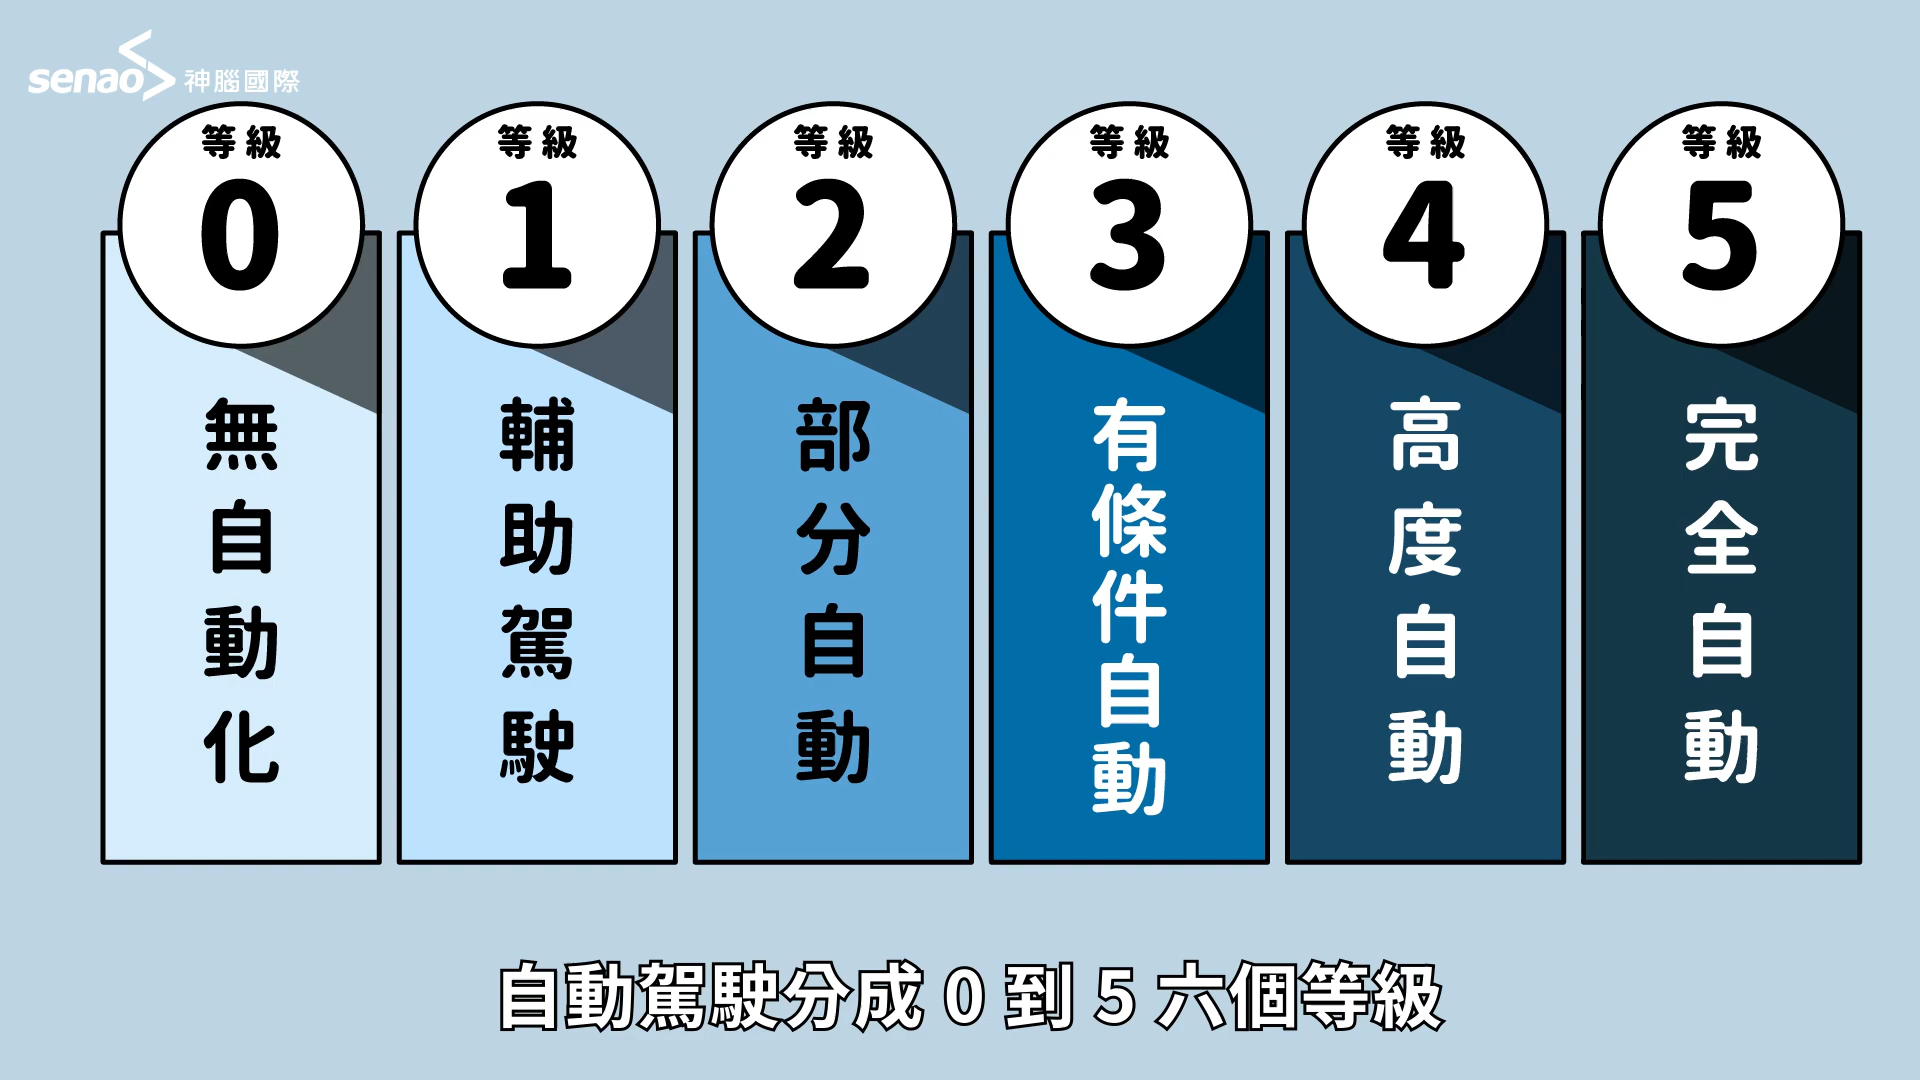 senao 神腦國際
等級
0
無自動化
等級
1
輔助駕駛
等級
2
部分自動
等級
3
有條件自動
等級
4
高度自動
等級
5
完全自動
自動駕駛分成 0 到 5 六個等級